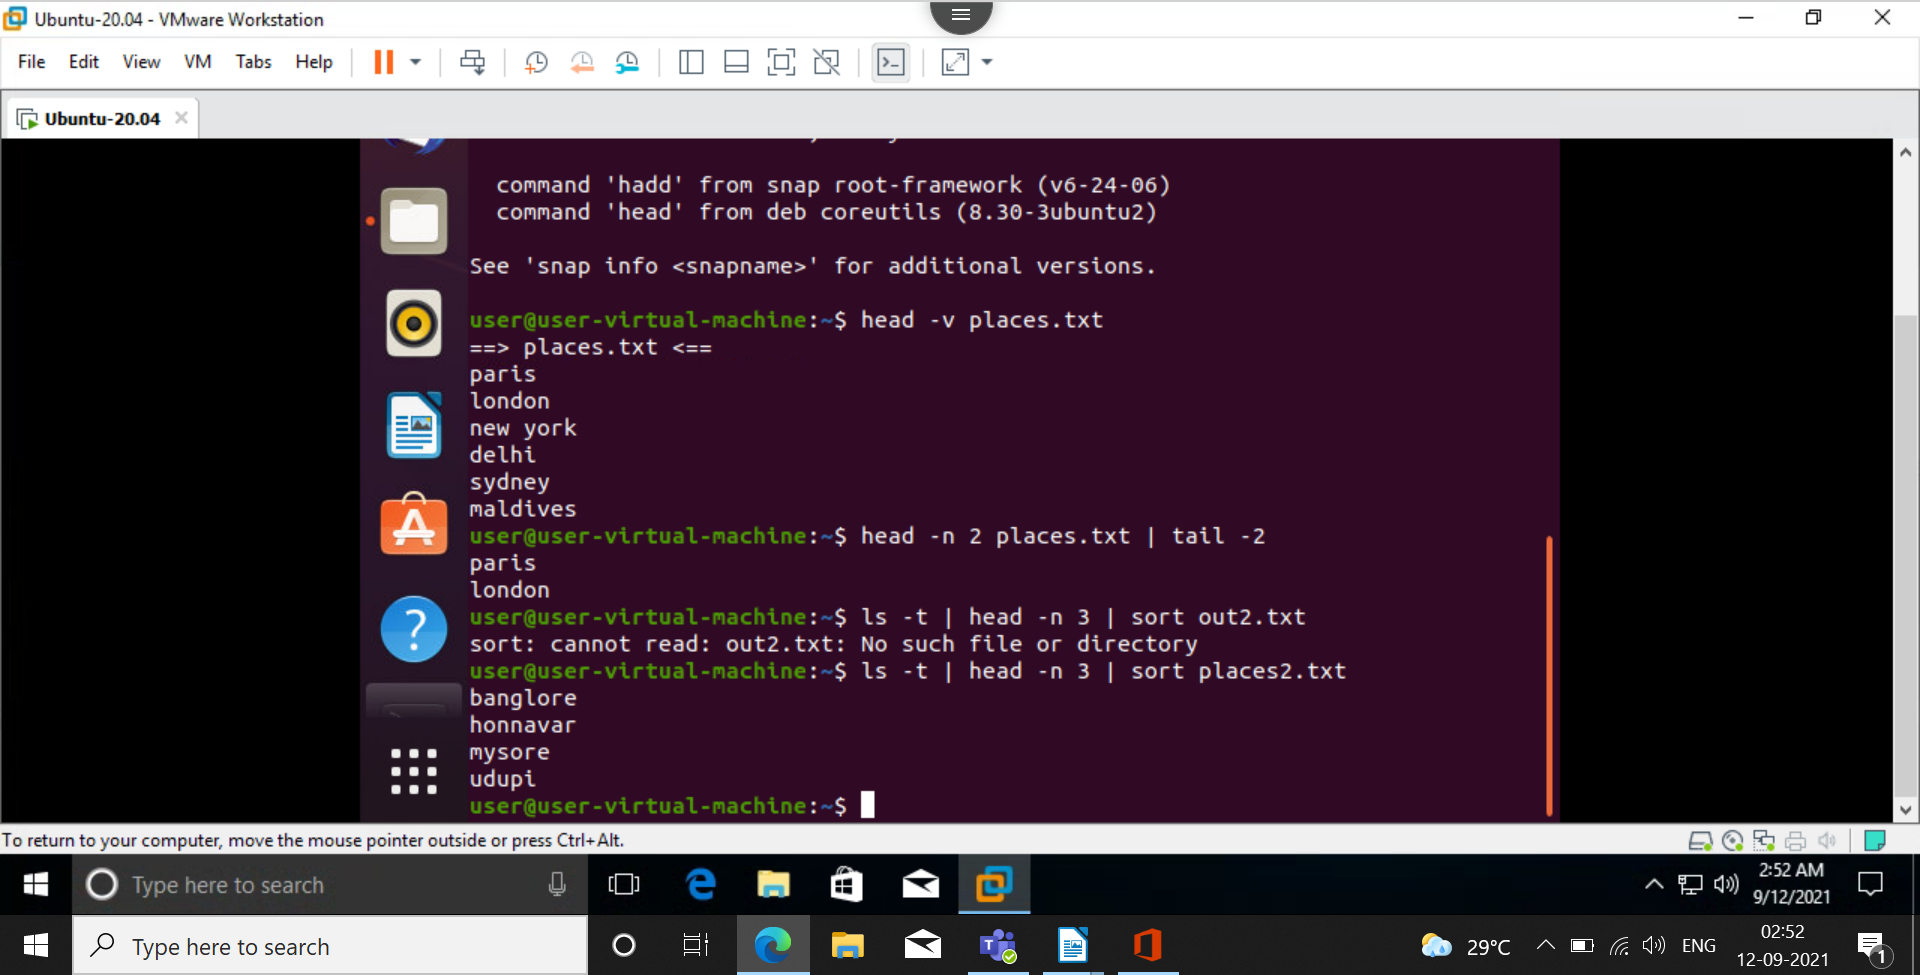 Ubuntu-20.04 - VMware Workstation
File Edit View VM Tabs Help
Ubuntu-20.04
command 'hadd' from snap root-framework (v6-24-06)
command 'head' from deb coreutils (8.30-3ubuntu2)
See 'snap info <snapname>' for additional versions.
user@user-virtual-machine:~$ head -v places.txt
==> places.txt <==
paris
london
new york
delhi
sydney
maldives
user@user-virtual-machine:~$ head -n 2 places.txt | tail -2
paris
london
user@user-virtual-machine:~$ ls -t | head -n 3 | sort out2.txt
sort: cannot read: out2.txt: No such file or directory
user@user-virtual-machine:~$ ls -t | head -n 3 | sort places2.txt
banglore
honnavar
mysore
udupi
user@user-virtual-machine:~$
To return to your computer, move the mouse pointer outside or press Ctrl+Alt.
Type here to search
2:52 AM
9/12/2021
Type here to search
29°C
ENG
02:52
12-09-2021
1